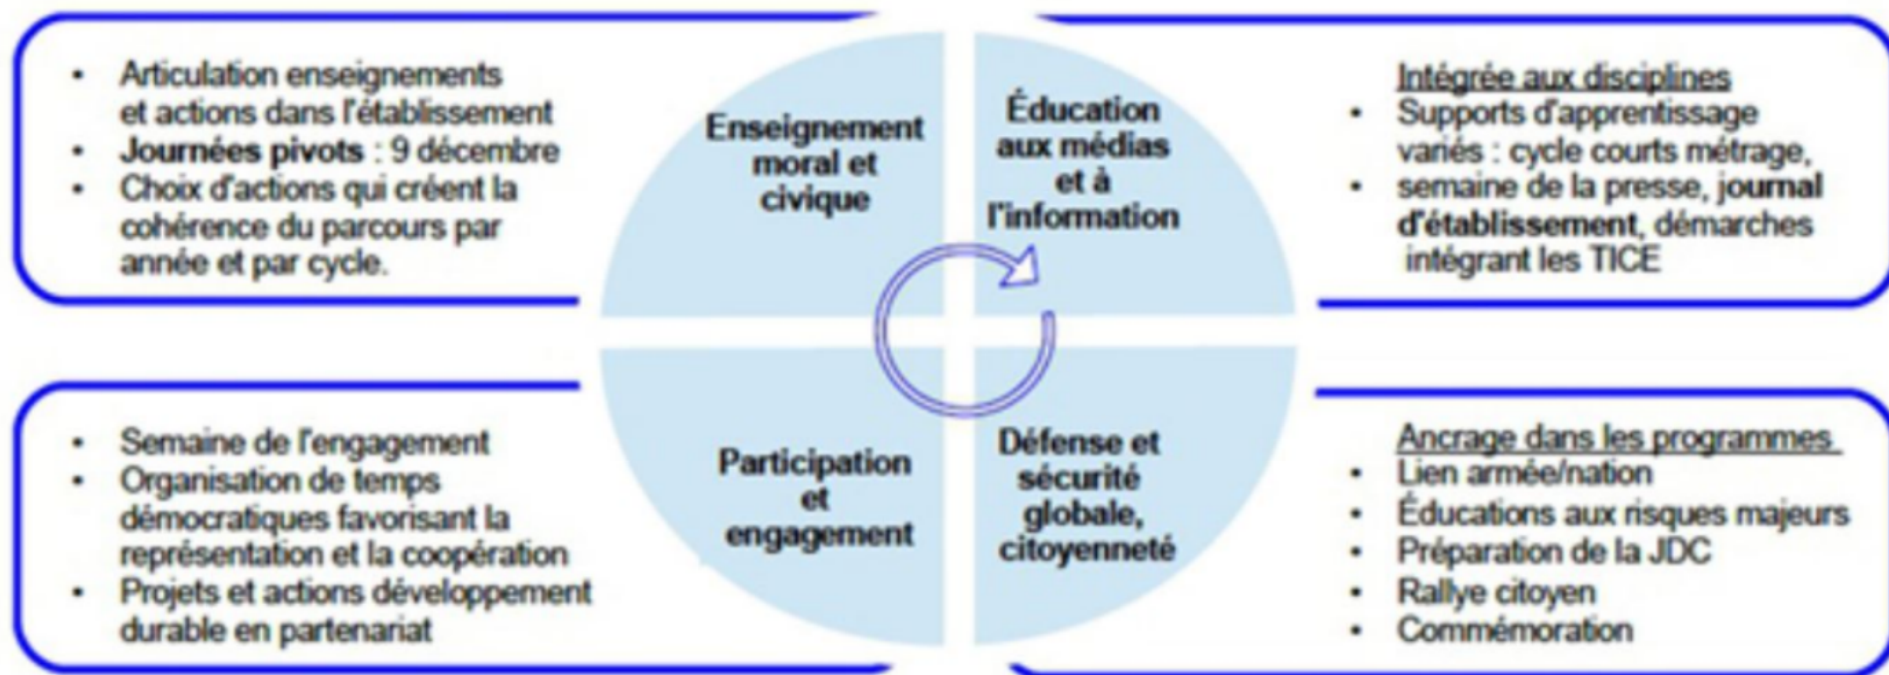 • Articulation enseignements
et actions dans l'établissement
• Journées pivots : 9 décembre
• Choix d'actions qui créent la
cohérence du parcours par
année et par cycle.
Enseignement
moral et
civique
Éducation
aux médias
et à
l'information
Intégrée aux disciplines
• Supports d'apprentissage
variés : cycle courts métrage,
• semaine de la presse, journal
d'établissement, démarches
intégrant les TICE
• Semaine de l'engagement
• Organisation de temps
démocratiques favorisant la
représentation et la coopération
• Projets et actions développement
durable en partenariat
Participation
et
engagement
Défense et
sécurité
globale,
citoyenneté
Ancrage dans les programmes
• Lien armée/nation
• Éducations aux risques majeurs
• Préparation de la JDC
• Rallye citoyen
• Commémoration